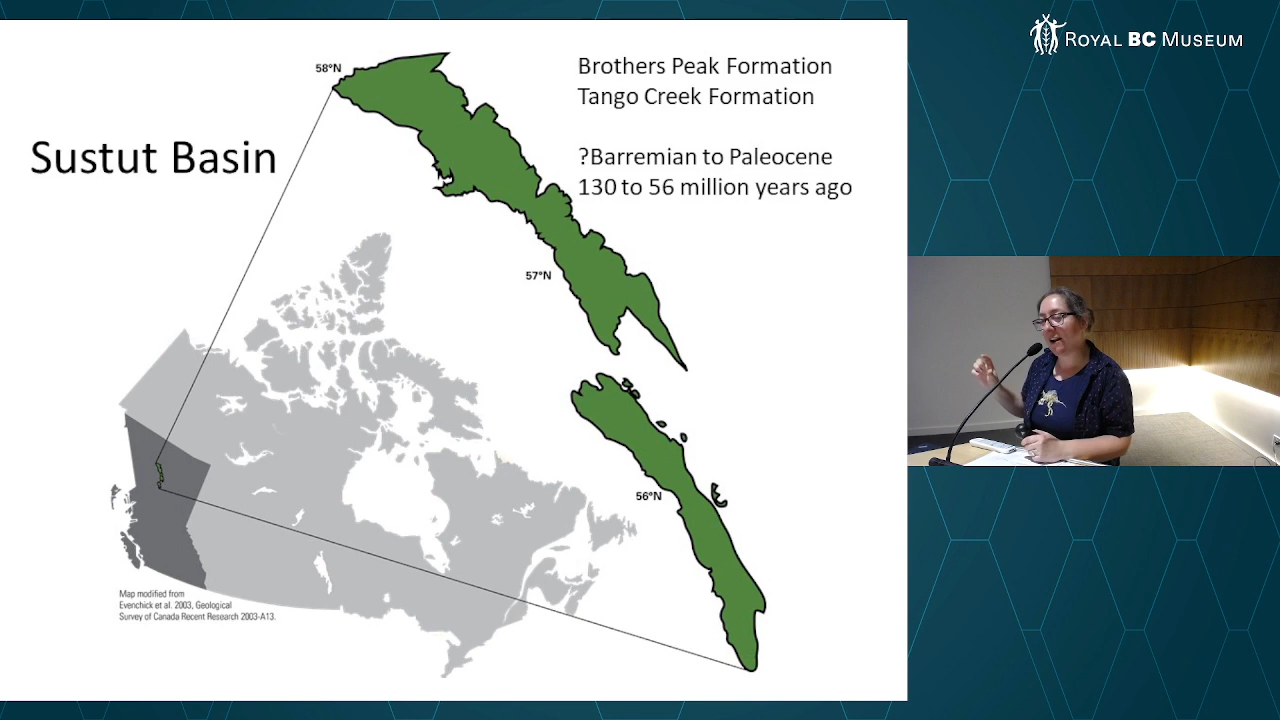 ROYAL BC MUSEUM
Sustut Basin
58°N
Brothers Peak Formation
Tango Creek Formation
?Barremian to Paleocene
130 to 56 million years ago
57°N
56°N
Map modified from
Evenchick et al. 2003, Geological
Survey of Canada Recent Research 2003-A13.